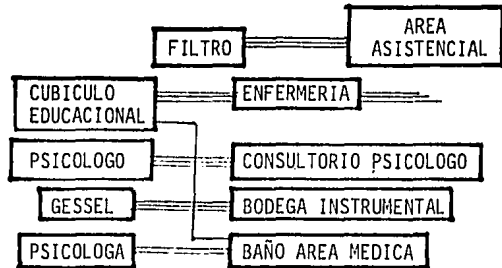 FILTRO
AREA
ASISTENCIAL
CUBICULO
EDUCACIONAL
ENFERMERIA
PSICOLOGO
CONSULTORIO PSICOLOGO
GESSEL
BODEGA INSTRUMENTAL
PSICOLOGA
BAÑO AREA MEDICA